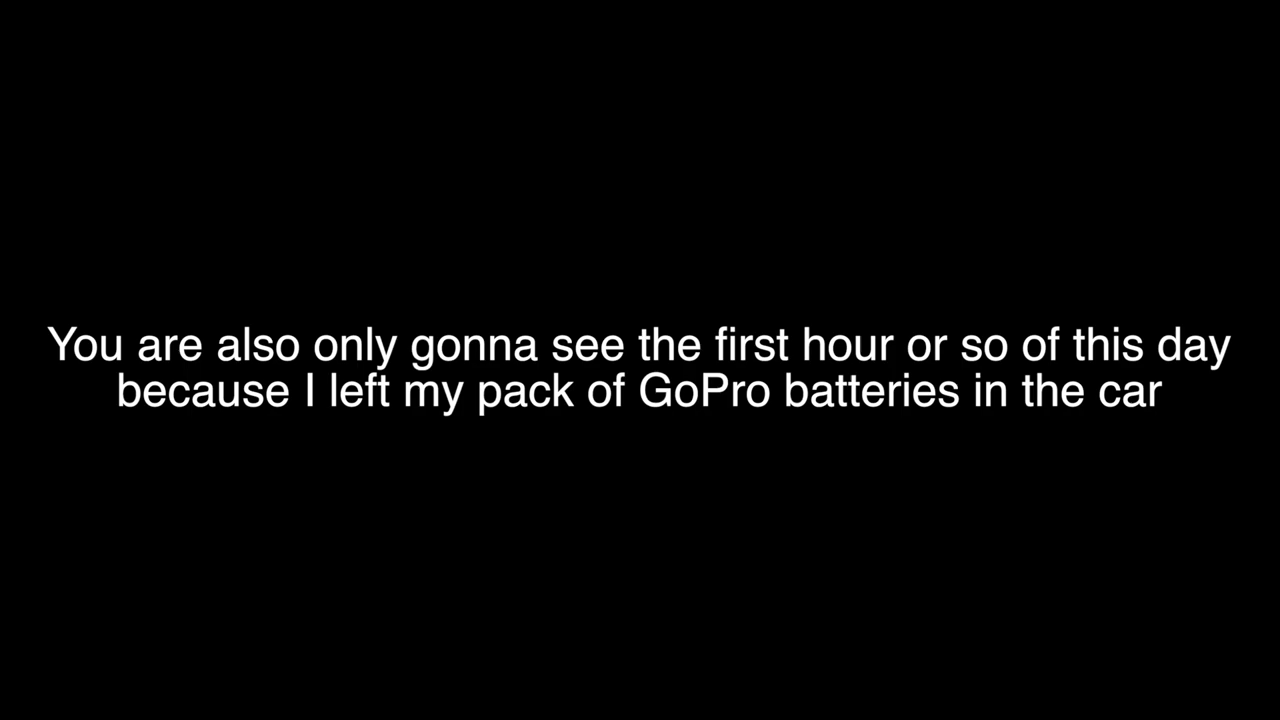 You are also only gonna see the first hour or so of this day
because I left my pack of GoPro batteries in the car